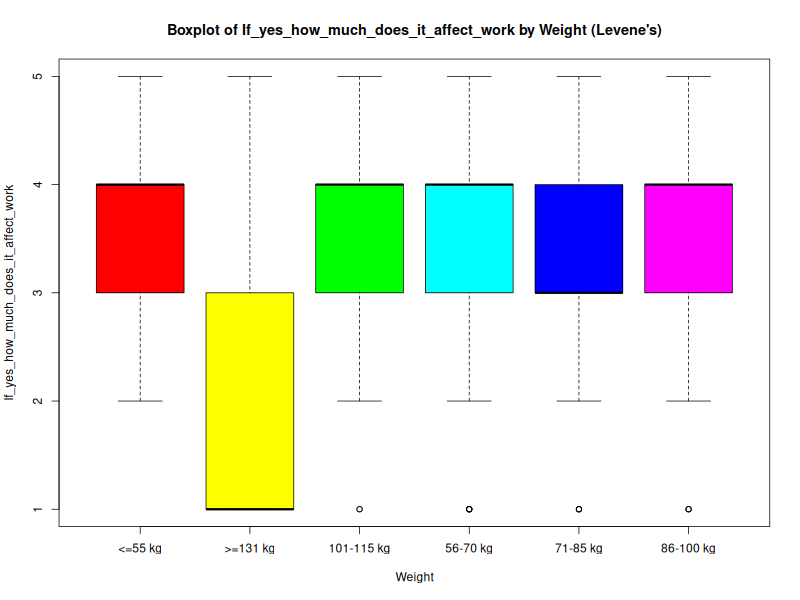 Boxplot of If_yes_how_much_does_it_affect_work by Weight (Levene's)
If_yes_how_much_does_it_affect_work
5
4
3
2
1
<=55 kg >=131 kg 101-115 kg 56-70 kg 71-85 kg 86-100 kg
Weight